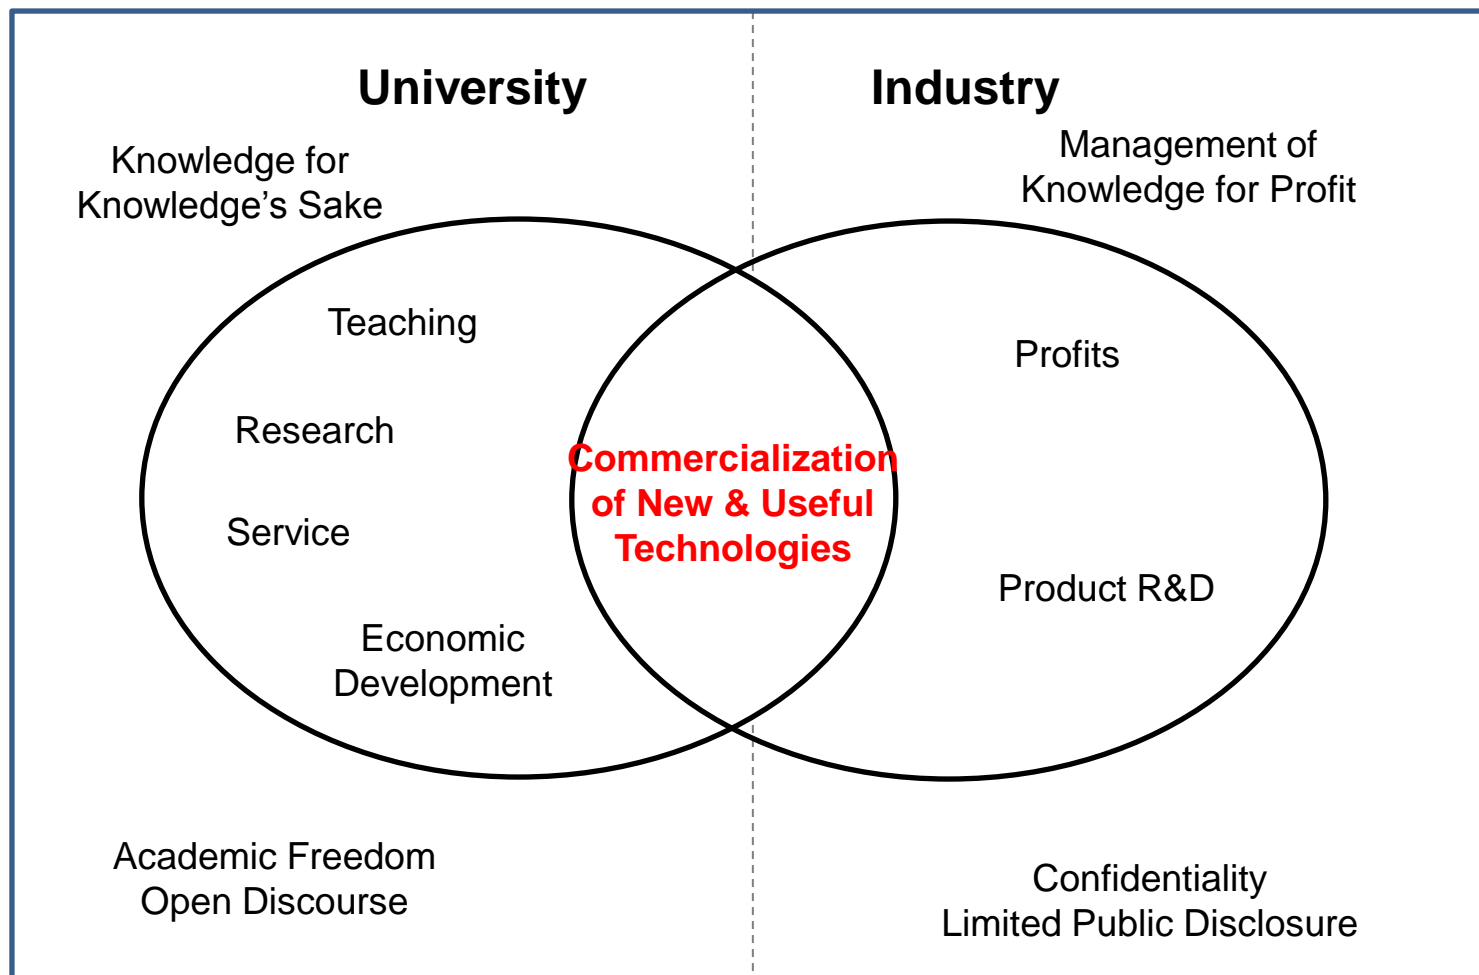 University
Industry
Knowledge for
Knowledge’s Sake
Management of
Knowledge for Profit
Teaching
Research
Service
Economic
Development
Commercialization
of New & Useful
Technologies
Profits
Product R&D
Academic Freedom
Open Discourse
Confidentiality
Limited Public Disclosure